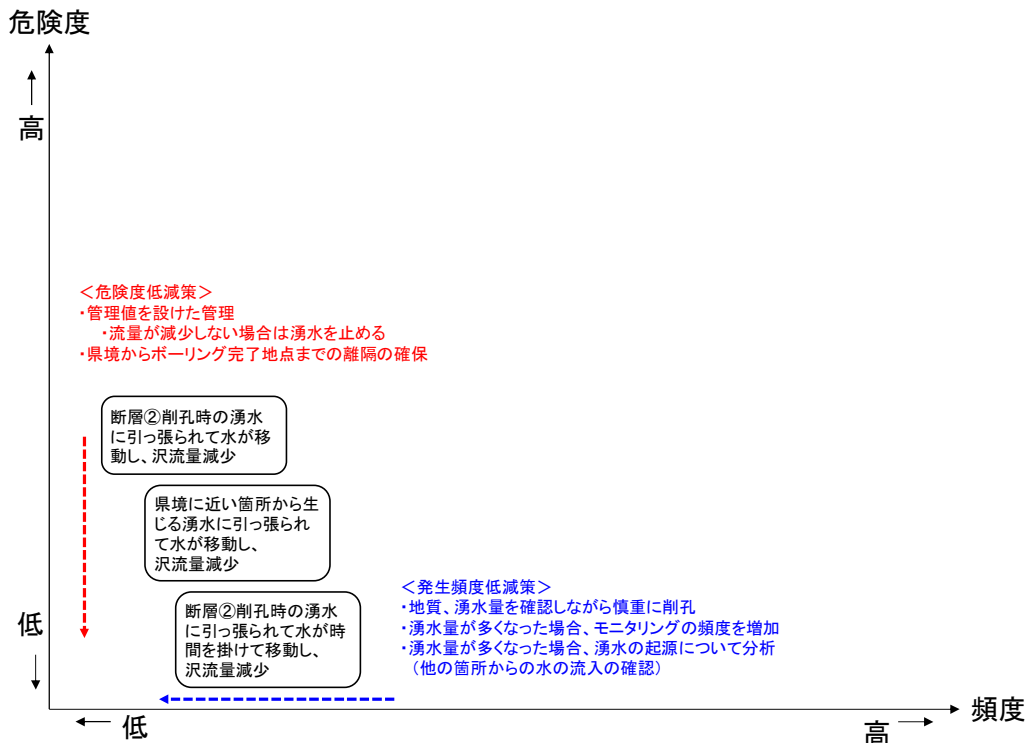 危険度
高
＜危険度低減策＞
・管理値を設けた管理
・流量が減少しない場合は湧水を止める
・県境からボーリング完了地点までの離隔の確保
断層②削孔時の湧水
に引っ張られて水が移
動し、沢流量減少
県境に近い箇所から生
じる湧水に引っ張られ
て水が移動し、
沢流量減少
断層②削孔時の湧水
に引っ張られて水が時
間を掛けて移動し、
沢流量減少
＜発生頻度低減策＞
・地質、湧水量を確認しながら慎重に削孔
・湧水量が多くなった場合、モニタリングの頻度を増加
・湧水量が多くなった場合、湧水の起源について分析
（他の箇所からの水の流入の確認）
低
低
高
頻度